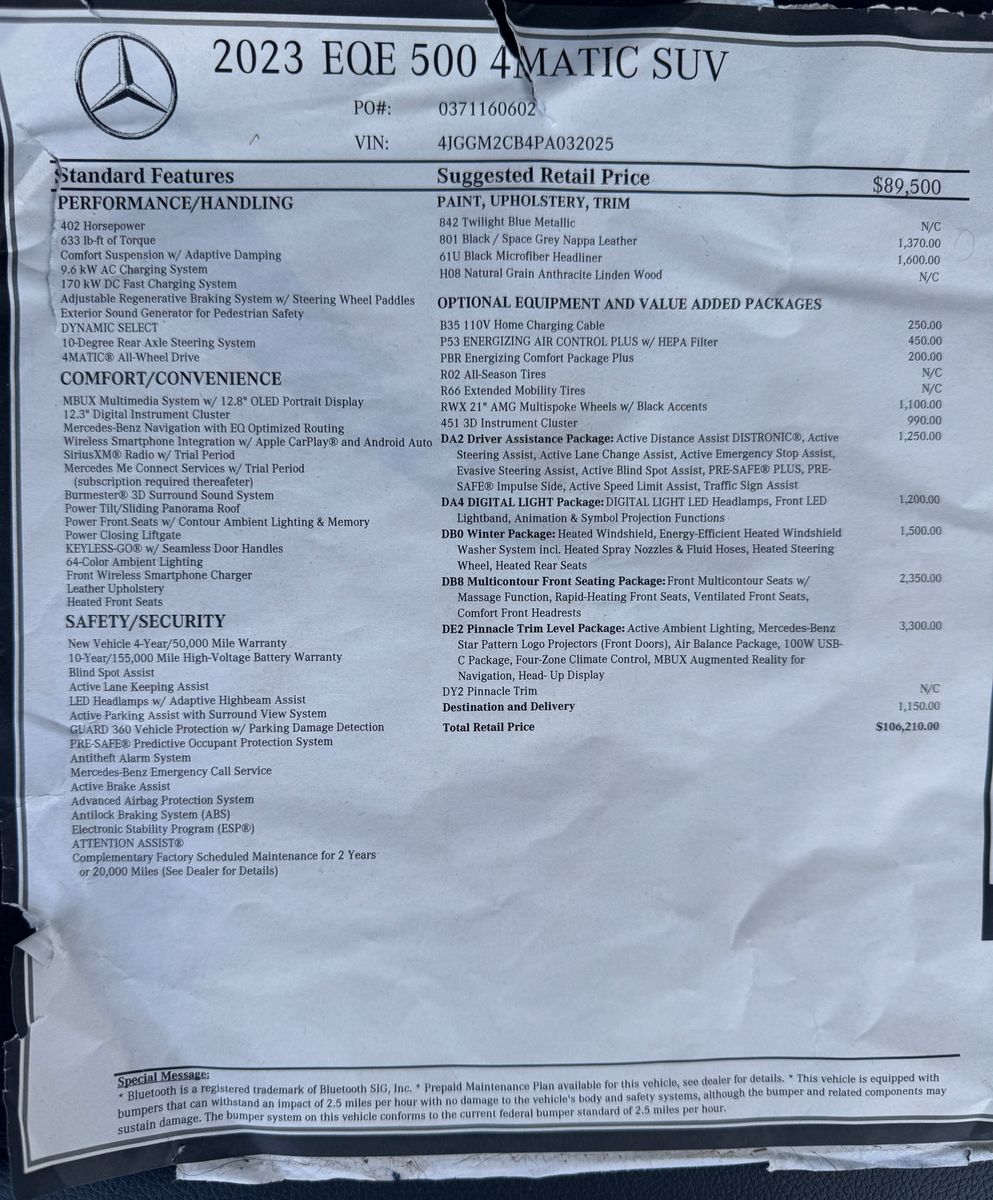 2023 EQE 500 4MATIC SUV
PO#: 0371160602
VIN: 4JGGM2CB4PA032025
Standard Features
PERFORMANCE/HANDLING
402 Horsepower
633 lb-ft of Torque
Comfort Suspension w/ Adaptive Damping
9.6 kW AC Charging System
170 kW DC Fast Charging System
Adjustable Regenerative Braking System w/ Steering Wheel Paddles
Exterior Sound Generator for Pedestrian Safety
DYNAMIC SELECT
10-Degree Rear Axle Steering System
4MATIC® All-Wheel Drive
COMFORT/CONVENIENCE
MBUX Multimedia System w/ 12.8" OLED Portrait Display
12.3" Digital Instrument Cluster
Mercedes-Benz Navigation with EQ Optimized Routing
Wireless Smartphone Integration w/ Apple CarPlay® and Android Auto
SiriusXM® Radio w/ Trial Period
Mercedes Me Connect Services w/ Trial Period
(subscription required thereafeter)
Burmester® 3D Surround Sound System
Power Tilt/Sliding Panorama Roof
Power Front Seats w/ Contour Ambient Lighting & Memory
Power Closing Liftgate
KEYLESS-GO® w/ Seamless Door Handles
64-Color Ambient Lighting
Front Wireless Smartphone Charger
Leather Upholstery
Heated Front Seats
SAFETY/SECURITY
New Vehicle 4-Year/50,000 Mile Warranty
10-Year/155,000 Mile High-Voltage Battery Warranty
Blind Spot Assist
Active Lane Keeping Assist
LED Headlamps w/ Adaptive Highbeam Assist
Active Parking Assist with Surround View System
GUARD 360 Vehicle Protection w/ Parking Damage Detection
PRE-SAFE® Predictive Occupant Protection System
Antitheft Alarm System
Mercedes-Benz Emergency Call Service
Active Brake Assist
Advanced Airbag Protection System
Antilock Braking System (ABS)
Electronic Stability Program (ESP®)
ATTENTION ASSIST®
Complementary Factory Scheduled Maintenance for 2 Years
or 20,000 Miles (See Dealer for Details)
Suggested Retail Price $89,500
PAINT, UPHOLSTERY, TRIM
842 Twilight Blue Metallic N/C
801 Black / Space Grey Nappa Leather 1,370.00
61U Black Microfiber Headliner 1,600.00
H08 Natural Grain Anthracite Linden Wood N/C
OPTIONAL EQUIPMENT AND VALUE ADDED PACKAGES
B35 110V Home Charging Cable 250.00
P53 ENERGIZING AIR CONTROL PLUS w/ HEPA Filter 450.00
PBR Energizing Comfort Package Plus 200.00
R02 All-Season Tires N/C
R66 Extended Mobility Tires N/C
RWX 21" AMG Multispoke Wheels w/ Black Accents 1,100.00
451 3D Instrument Cluster 990.00
DA2 Driver Assistance Package: Active Distance Assist DISTRONIC®, Active 1,250.00
Steering Assist, Active Lane Change Assist, Active Emergency Stop Assist,
Evasive Steering Assist, Active Blind Spot Assist, PRE-SAFE® PLUS, PRE-
SAFE® Impulse Side, Active Speed Limit Assist, Traffic Sign Assist
DA4 DIGITAL LIGHT Package: DIGITAL LIGHT LED Headlamps, Front LED 1,200.00
Lightband, Animation & Symbol Projection Functions
DB0 Winter Package: Heated Windshield, Energy-Efficient Heated Windshield 1,500.00
Washer System incl. Heated Spray Nozzles & Fluid Hoses, Heated Steering
Wheel, Heated Rear Seats
DB8 Multicontour Front Seating Package: Front Multicontour Seats w/ 2,350.00
Massage Function, Rapid-Heating Front Seats, Ventilated Front Seats,
Comfort Front Headrests
DE2 Pinnacle Trim Level Package: Active Ambient Lighting, Mercedes-Benz 3,300.00
Star Pattern Logo Projectors (Front Doors), Air Balance Package, 100W USB-
C Package, Four-Zone Climate Control, MBUX Augmented Reality for
Navigation, Head- Up Display
DY2 Pinnacle Trim N/C
Destination and Delivery 1,150.00
Total Retail Price $106,210.00
Special Message:
* Bluetooth is a registered trademark of Bluetooth SIG, Inc. * Prepaid Maintenance Plan available for this vehicle, see dealer for details. * This vehicle is equipped with
bumpers that can withstand an impact of 2.5 miles per hour with no damage to the vehicle's body and safety systems, although the bumper and related components may
sustain damage. The bumper system on this vehicle conforms to the current federal bumper standard of 2.5 miles per hour.